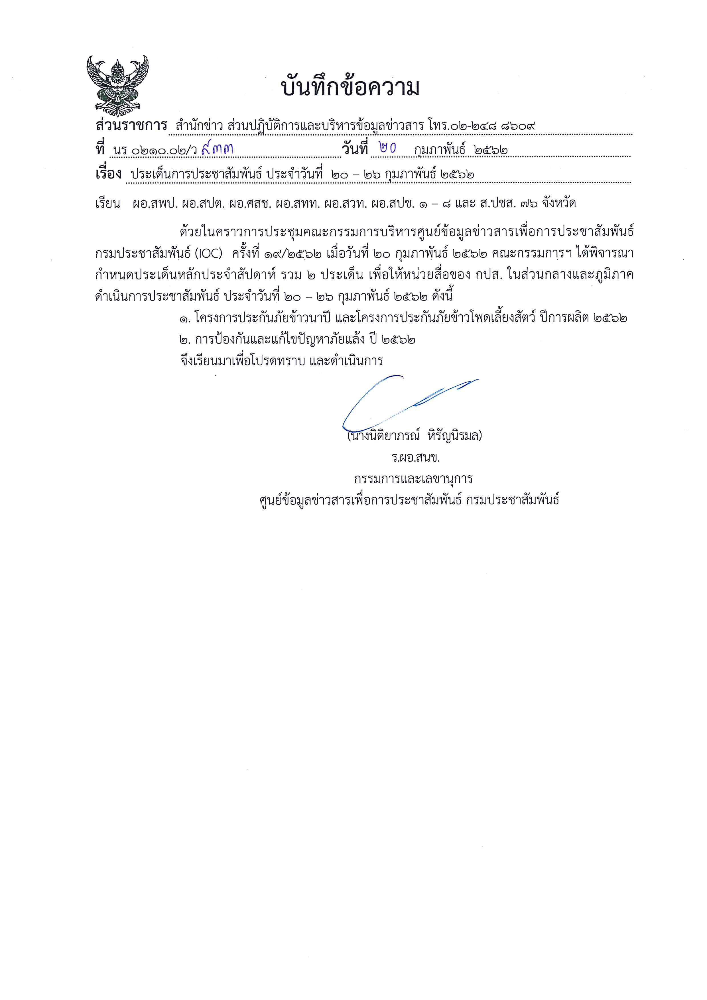 บันทึกข้อความ
ส่วนราชการ สำนักข่าว ส่วนปฏิบัติการและบริหารข้อมูลข่าวสาร โทร.๐๒-๒๔๘ ๘๖๐๙
ที่ นร ๐๒๑๐.๐๒/ว ๙๓๓ วันที่ ๒๐ กุมภาพันธ์ ๒๕๖๒
เรื่อง ประเด็นการประชาสัมพันธ์ ประจำวันที่ ๒๐ – ๒๖ กุมภาพันธ์ ๒๕๖๒
เรียน ผอ.สพป. ผอ.สปต. ผอ.ศสช. ผอ.สทท. ผอ.สวท. ผอ.สปข. ๑ – ๘ และ ส.ปชส. ๗๖ จังหวัด
ด้วยในคราวการประชุมคณะกรรมการบริหารศูนย์ข้อมูลข่าวสารเพื่อการประชาสัมพันธ์
กรมประชาสัมพันธ์ (IOC) ครั้งที่ ๑๙/๒๕๖๒ เมื่อวันที่ ๒๐ กุมภาพันธ์ ๒๕๖๒ คณะกรรมการฯ ได้พิจารณา
กำหนดประเด็นหลักประจำสัปดาห์ รวม ๒ ประเด็น เพื่อให้หน่วยสื่อของ กปส. ในส่วนกลางและภูมิภาค
ดำเนินการประชาสัมพันธ์ ประจำวันที่ ๒๐ – ๒๖ กุมภาพันธ์ ๒๕๖๒ ดังนี้
๑. โครงการประกันภัยข้าวนาปี และโครงการประกันภัยข้าวโพดเลี้ยงสัตว์ ปีการผลิต ๒๕๖๒
๒. การป้องกันและแก้ไขปัญหาภัยแล้ง ปี ๒๕๖๒
จึงเรียนมาเพื่อโปรดทราบ และดำเนินการ
(นางนิติยาภรณ์ หิรัญนิรมล)
ร.ผอ.สนข.
กรรมการและเลขานุการ
ศูนย์ข้อมูลข่าวสารเพื่อการประชาสัมพันธ์ กรมประชาสัมพันธ์